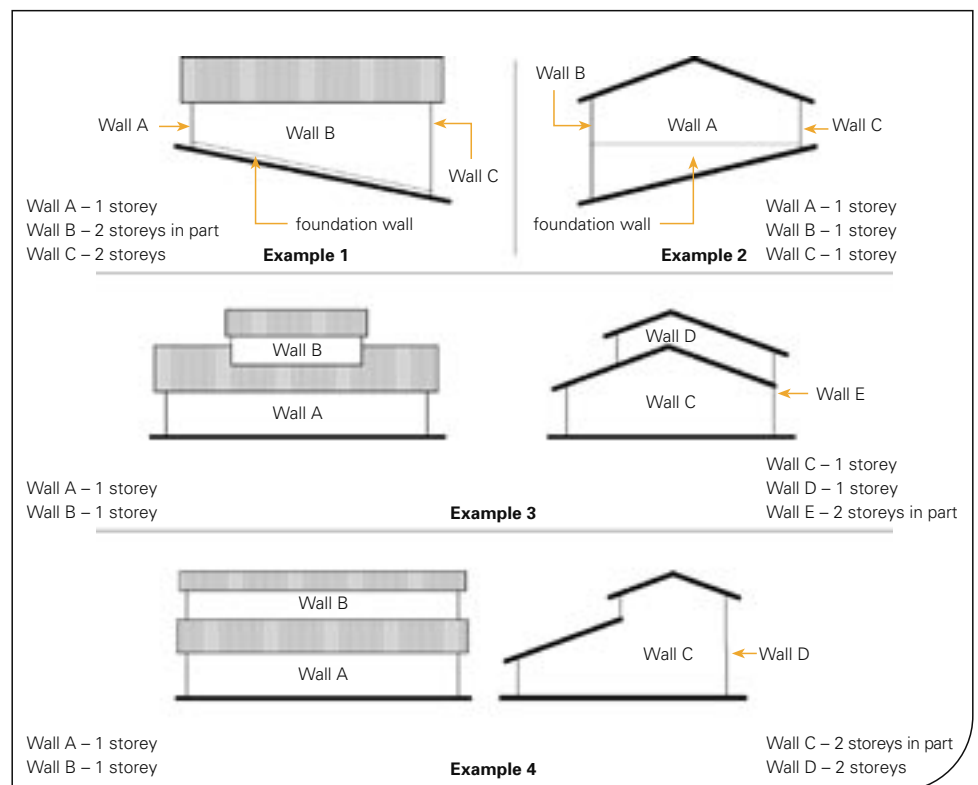 Wall A
Wall B
Wall C
foundation wall
Wall A – 1 storey
Wall B – 2 storeys in part
Wall C – 2 storeys
Example 1
Wall B
Wall A
Wall C
foundation wall
Wall A – 1 storey
Wall B – 1 storey
Wall C – 1 storey
Example 2
Wall B
Wall A
Wall D
Wall C
Wall E
Wall A – 1 storey
Wall B – 1 storey
Example 3
Wall C – 1 storey
Wall D – 1 storey
Wall E – 2 storeys in part
Wall B
Wall A
Wall C
Wall D
Wall A – 1 storey
Wall B – 1 storey
Example 4
Wall C – 2 storeys in part
Wall D – 2 storeys